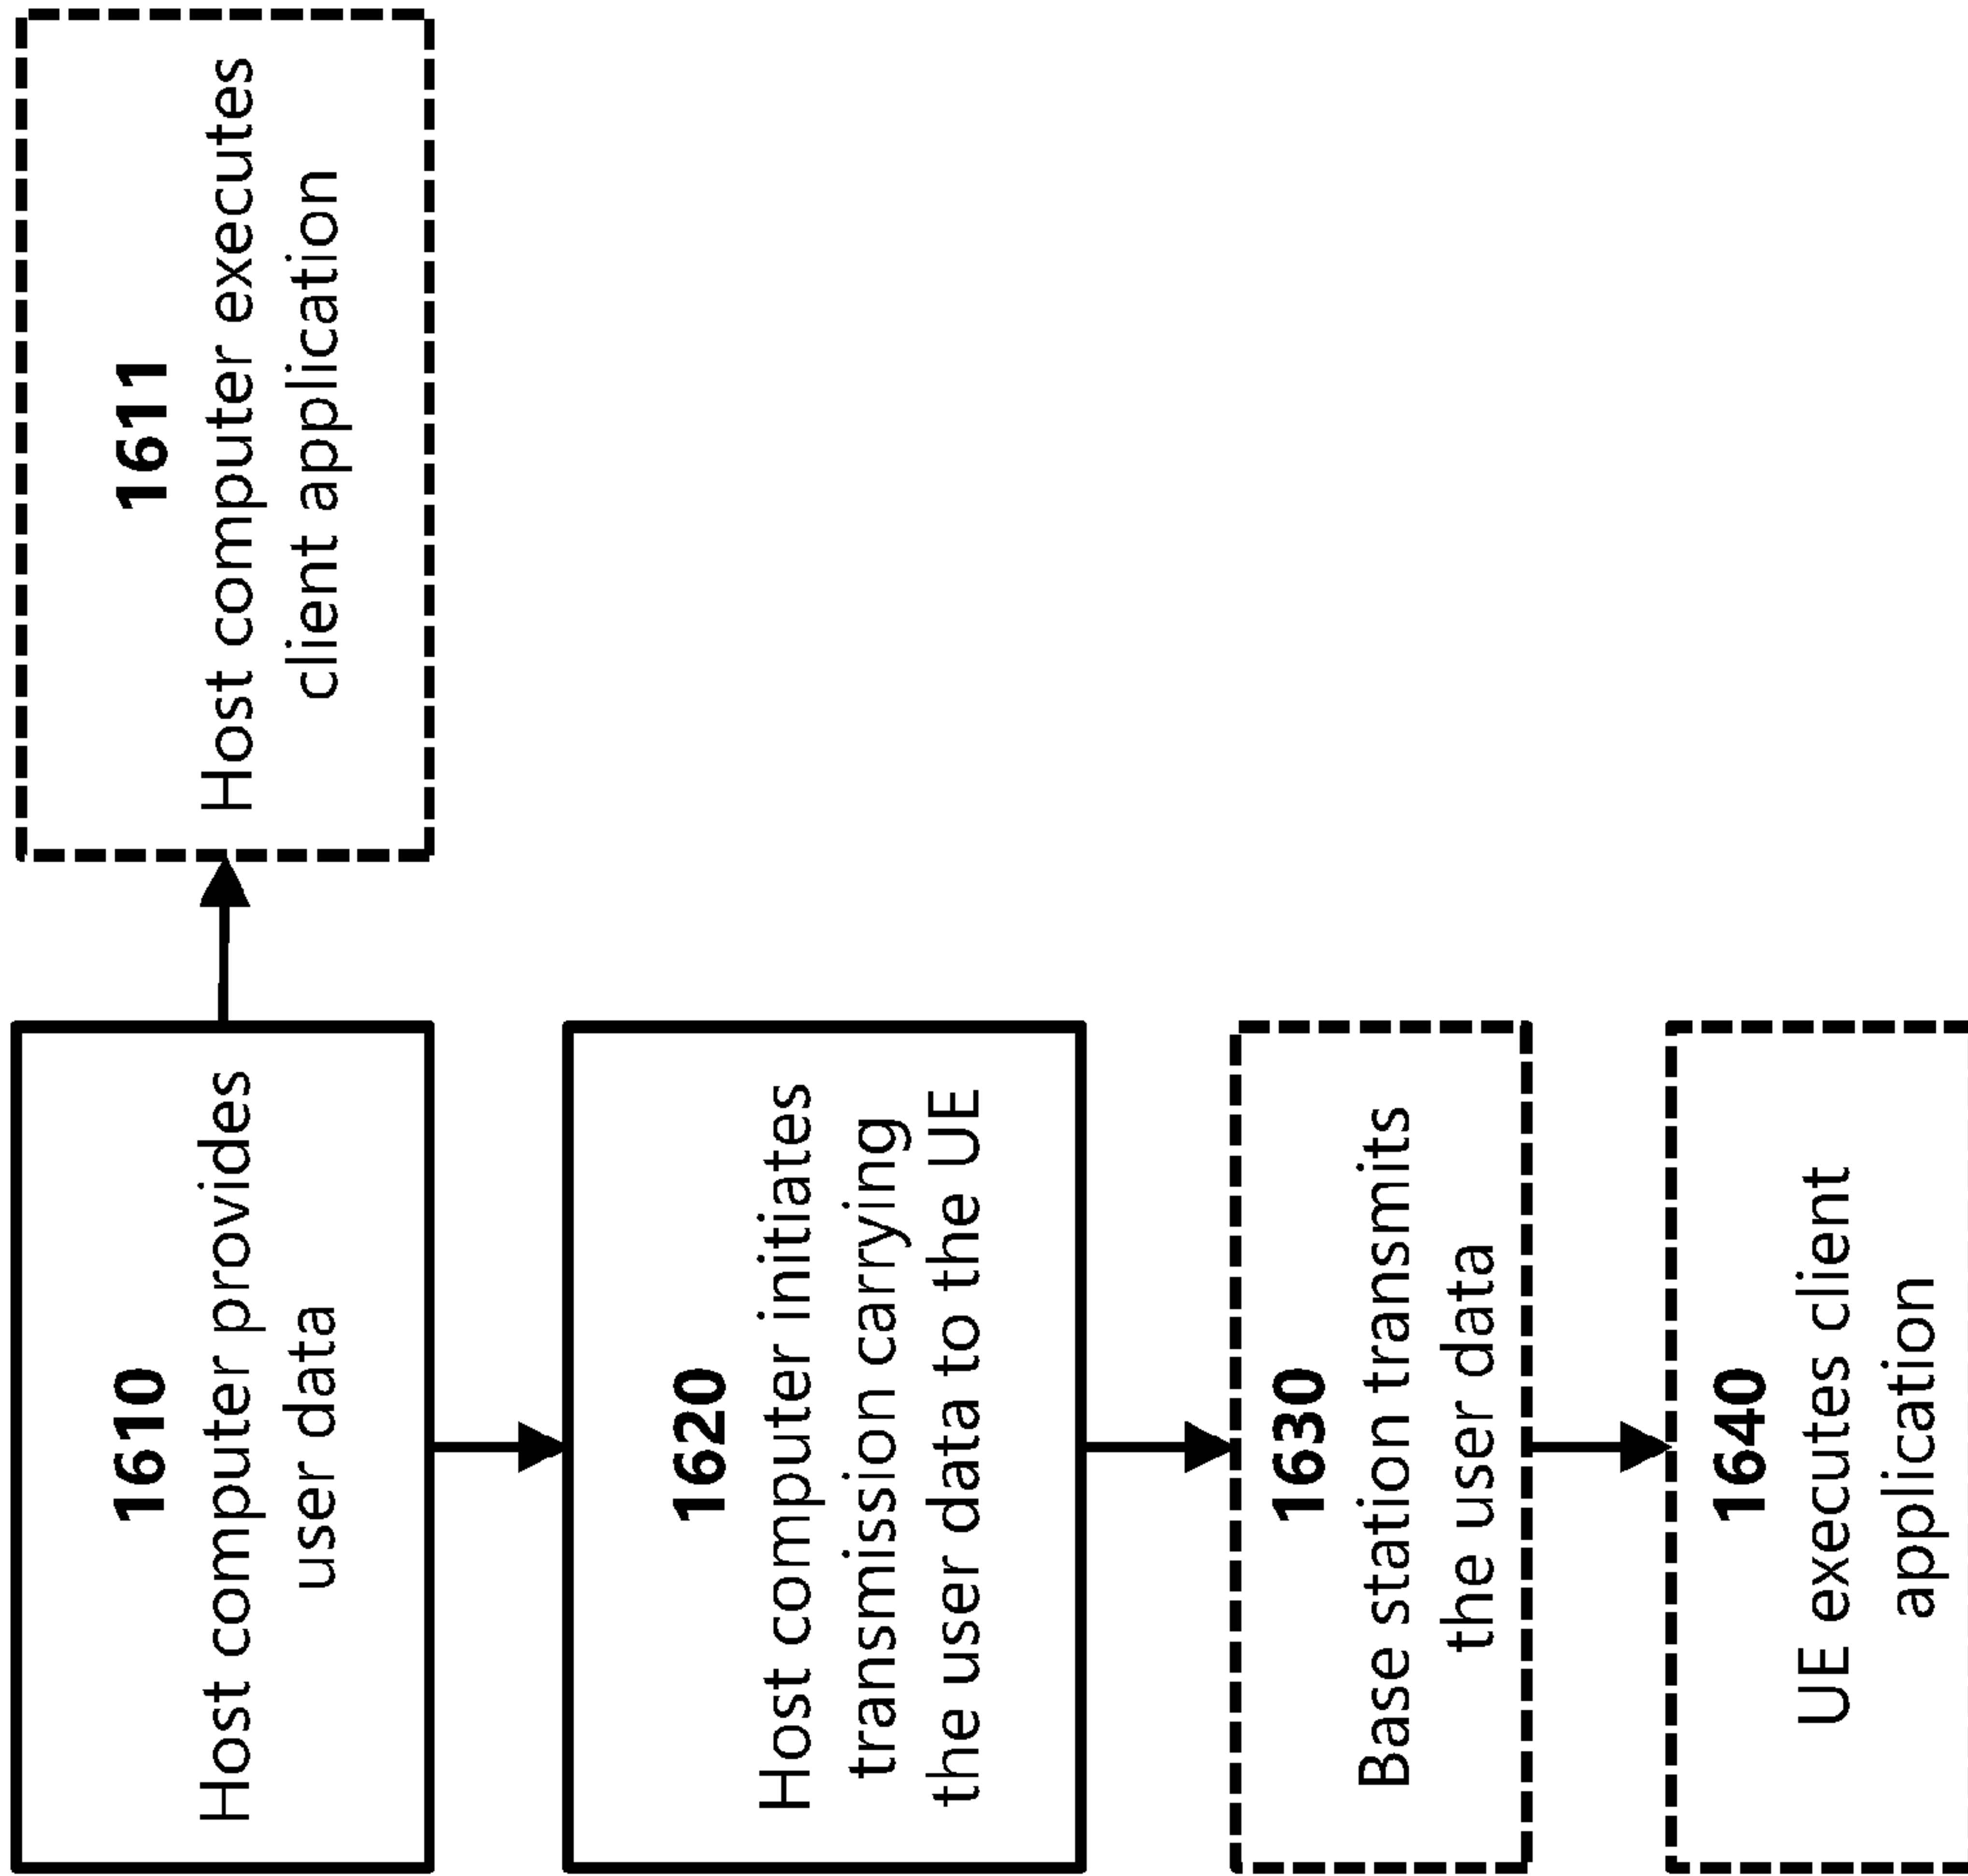 1610
Host computer provides
user data
1611
Host computer executes
client application
1620
Host computer initiates
transmission carrying
the user data to the UE
1630
Base station transmits
the user data
1640
UE executes client
application